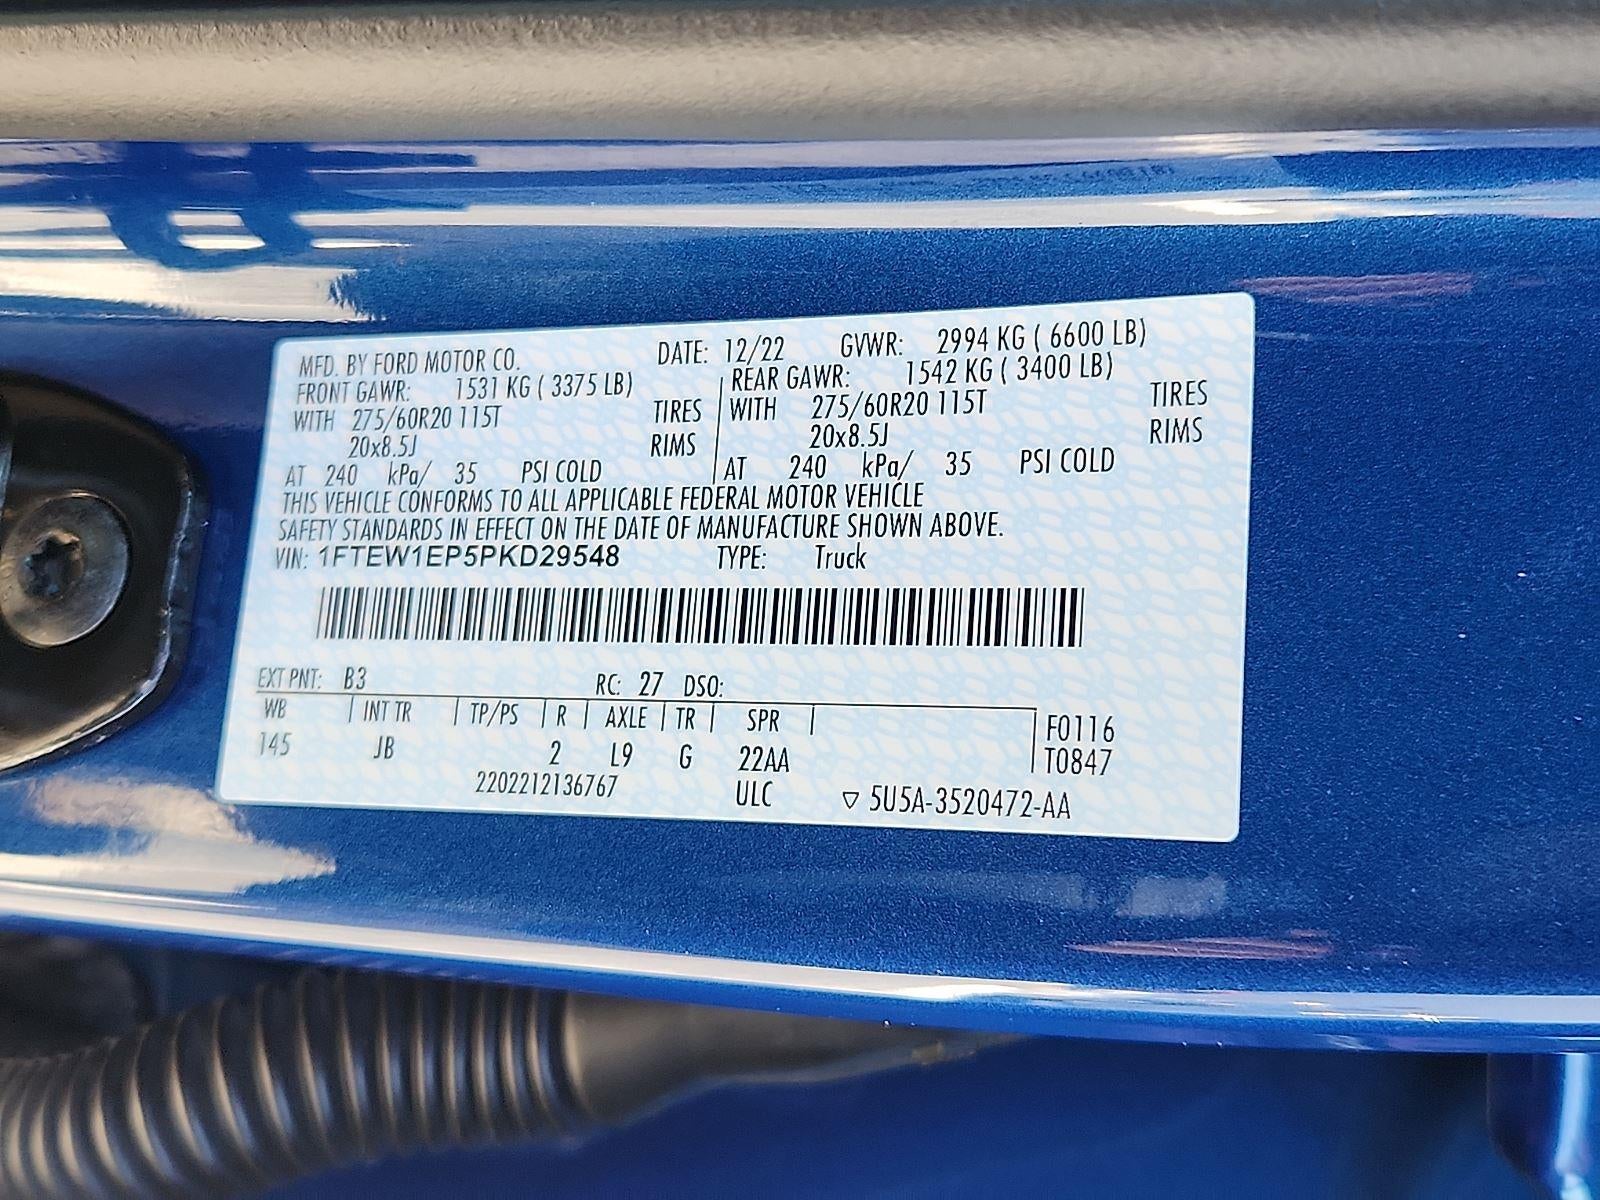 MFD. BY FORD MOTOR CO. DATE: 12/22 GVWR: 2994 KG ( 6600 LB)
FRONT GAWR: 1531 KG ( 3375 LB) REAR GAWR: 1542 KG ( 3400 LB)
WITH 275/60R20 115T TIRES WITH 275/60R20 115T TIRES
20x8.5J RIMS 20x8.5J RIMS
AT 240 kPa/ 35 PSI COLD AT 240 kPa/ 35 PSI COLD
THIS VEHICLE CONFORMS TO ALL APPLICABLE FEDERAL MOTOR VEHICLE
SAFETY STANDARDS IN EFFECT ON THE DATE OF MANUFACTURE SHOWN ABOVE.
VIN: 1FTEW1EP5PKD29548 TYPE: Truck
EXT PNT: B3 RC: 27 DSO:
WB INT TR TP/PS R AXLE TR SPR F0116
145 JB 2 L9 G 22AA T0847
2202212136767 ULC ▽ 5U5A-3520472-AA